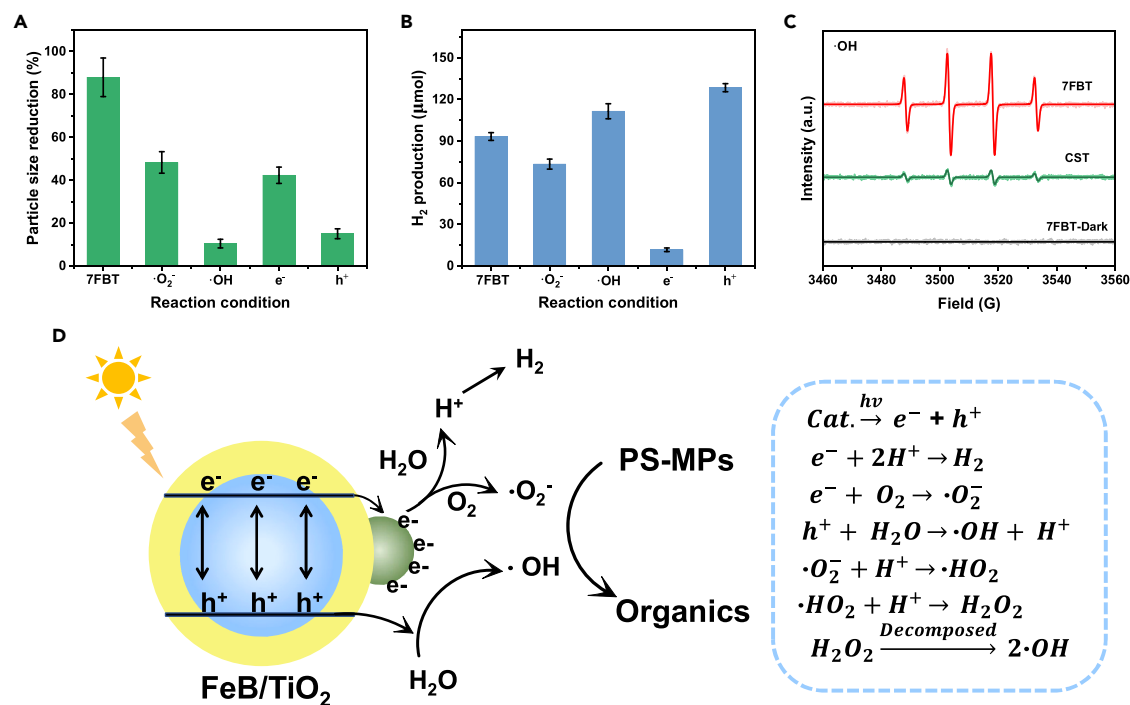 A
Particle size reduction (%)
100
80
60
40
20
0
7FBT ·O₂⁻ ·OH e⁻ h⁺
Reaction condition
B
H₂ production (μmol)
150
120
90
60
30
0
7FBT ·O₂⁻ ·OH e⁻ h⁺
Reaction condition
C
Intensity (a.u.)
·OH
7FBT
CST
7FBT-Dark
3460 3480 3500 3520 3540 3560
Field (G)
D
H₂
H⁺
H₂O
O₂
·O₂⁻
PS-MPs
e⁻ e⁻ e⁻
e-
e-
e-
e-
· OH
h⁺ h⁺ h⁺
Organics
H₂O
FeB/TiO₂
hν
Cat. → e⁻ + h⁺
e⁻ + 2H⁺ → H₂
e⁻ + O₂ → ·O₂⁻
h⁺ + H₂O → ·OH + H⁺
·O₂⁻ + H⁺ → ·HO₂
·HO₂ + H⁺ → H₂O₂
Decomposed
H₂O₂ → 2·OH